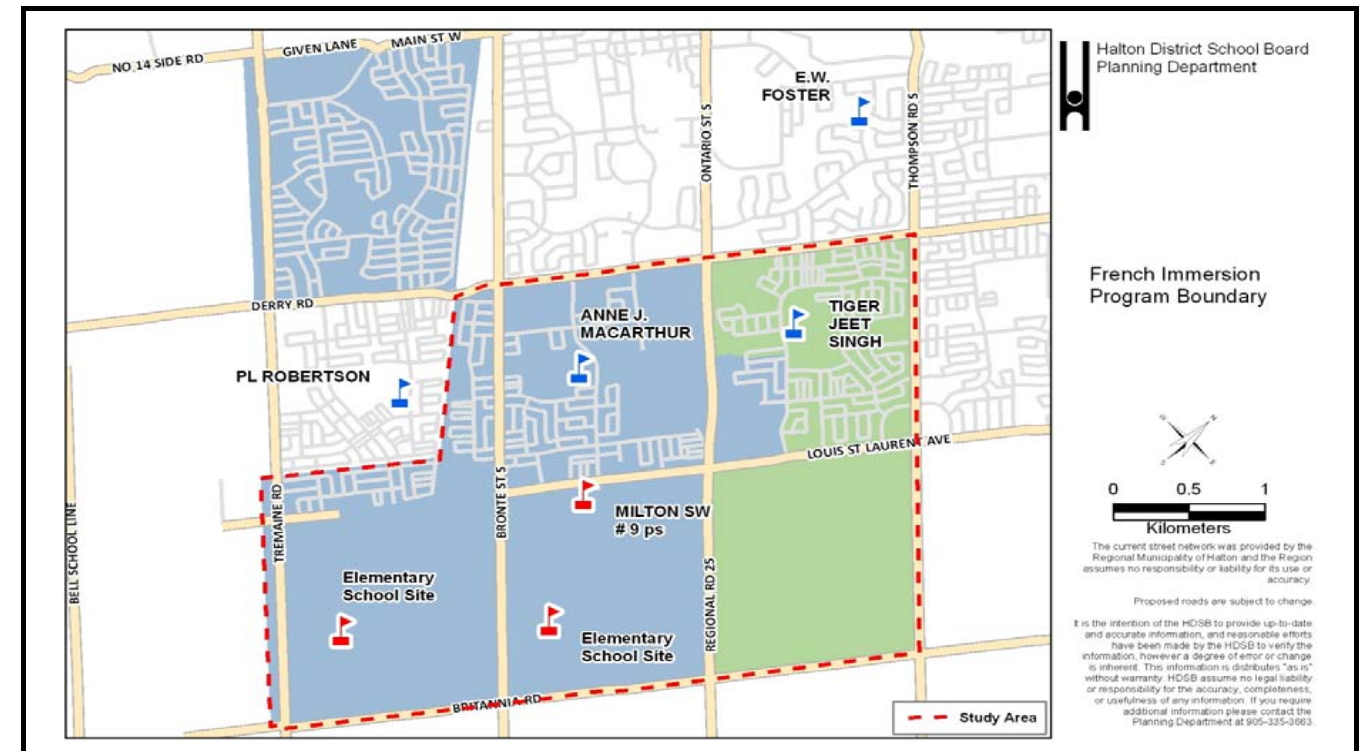 NO 14 SIDE RD
GIVEN LANE
MAIN ST W
E.W.
FOSTER
ONTARIO ST. S
THOMPSON RD S
DERRY RD
ANNE J.
MACARTHUR
TIGER
JEET
SINGH
PL ROBERTSON
LOUIS ST LAURENT AVE
BELL SCHOOL LINE
TREMAINE RD
BRONTE ST S
MILTON SW
# 9 ps
REGIONAL RD 25
Elementary
School Site
Elementary
School Site
BRITANNIA RD
Study Area
Halton District School Board
Planning Department
French Immersion
Program Boundary
0 0.5 1
Kilometers
The current street network was provided by the
Regional Municipality of Halton and the Region
assumes no responsibility or liability for its use or
accuracy.
Proposed roads are subject to change.
It is the intention of the HDSB to provide up-to-date
and accurate information, and reasonable efforts
have been made by the HDSB to verify the
information, however a degree of error or change
is inherent. This information is distributes "as is"
without warranty. HDSB assume no legal liability
or responsibility for the accuracy, completeness,
or usefulness of any information. If you require
additional information please contact the
Planning Department at 905-335-3663.